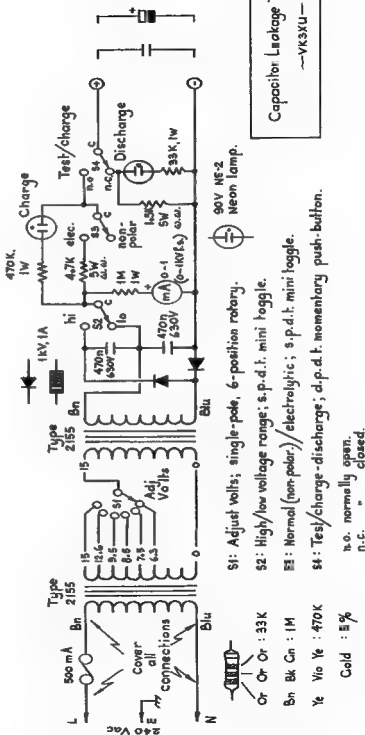 Capacitor Leakage
—VK3XU—
Type 2155
Type 2155
1kV,1A
470K, 1W
Charge
Test/charge
L
500 mA
Bn
15
12.6
9.5
8.5
7.5
6.3
S1
Adj Volts
15
Bn
hi
S2
c
lo
470n 630V
470n 630V
4.7K
5W
w.w.
elec.
S3
c
non-polar
1M
1W
mA
0-1
(0-1kV f.s.)
n.o
S4
c
n.c.
Discharge
1.5K
5W
w.w.
33K,1W
240 Vac
E
Cover all connections
N
Blu
0
0
Blu
90V NE-2
Neon lamp.
Or Or Or : 33K
Bn Bk Gn : 1M
Ye Vio Ye : 470K
Gold : 5%
S1: Adjust volts; single-pole, 6-position rotary.
S2: High/low voltage range; s.p.d.t. mini toggle.
: Normal (non-polar.)/electrolytic; s.p.d.t. mini toggle.
S4: Test/charge-discharge; d.p.d.t. momentary push-button.
n.o. normally open.
n.c. " closed.